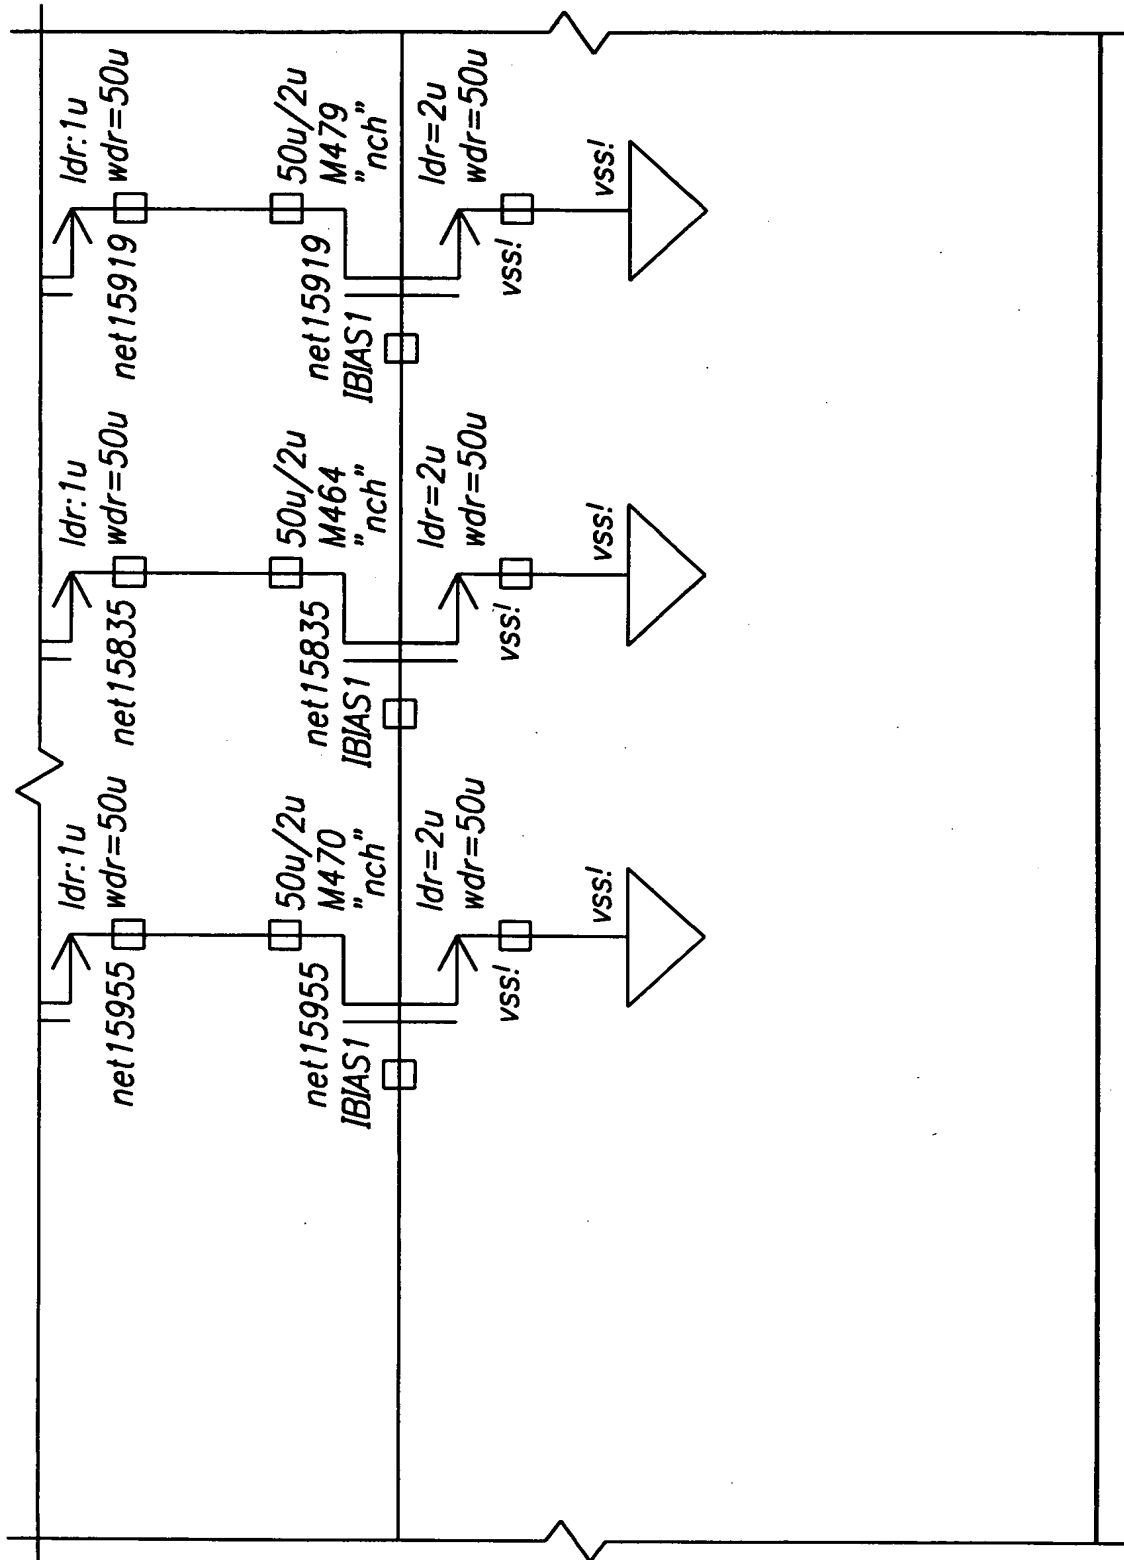 ldr:1u
wdr=50u
net15955
50u/2u
M470
"nch"
net15955
IBIAS1
ldr=2u
wdr=50u
vss!
vss!
ldr:1u
wdr=50u
net15835
50u/2u
M464
"nch"
net15835
IBIAS1
ldr=2u
wdr=50u
vss!
vss!
ldr:1u
wdr=50u
net15919
50u/2u
M479
"nch"
net15919
IBIAS1
ldr=2u
wdr=50u
vss!
vss!